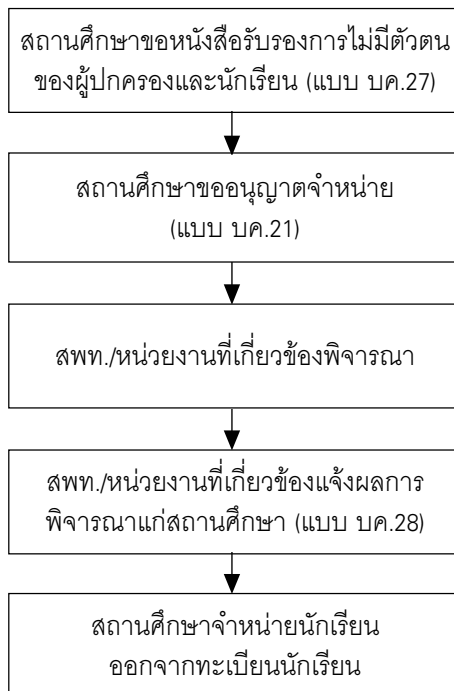 สถานศึกษาขอหนังสือรับรองการไม่มีตัวตน
ของผู้ปกครองและนักเรียน (แบบ บค.27)
สถานศึกษาขออนุญาตจำหน่าย
(แบบ บค.21)
สพท./หน่วยงานที่เกี่ยวข้องพิจารณา
สพท./หน่วยงานที่เกี่ยวข้องแจ้งผลการ
พิจารณาแก่สถานศึกษา (แบบ บค.28)
สถานศึกษาจำหน่ายนักเรียน
ออกจากทะเบียนนักเรียน